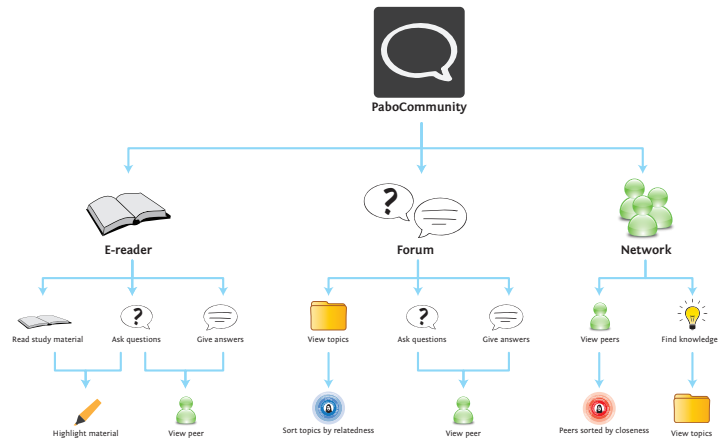 PaboCommunity
E-reader
Forum
Network
?
?
?
Read study material
Ask questions
Give answers
View topics
Ask questions
Give answers
View peers
Find knowledge
Highlight material
View peer
Sort topics by relatedness
View peer
Peers sorted by closeness
View topics